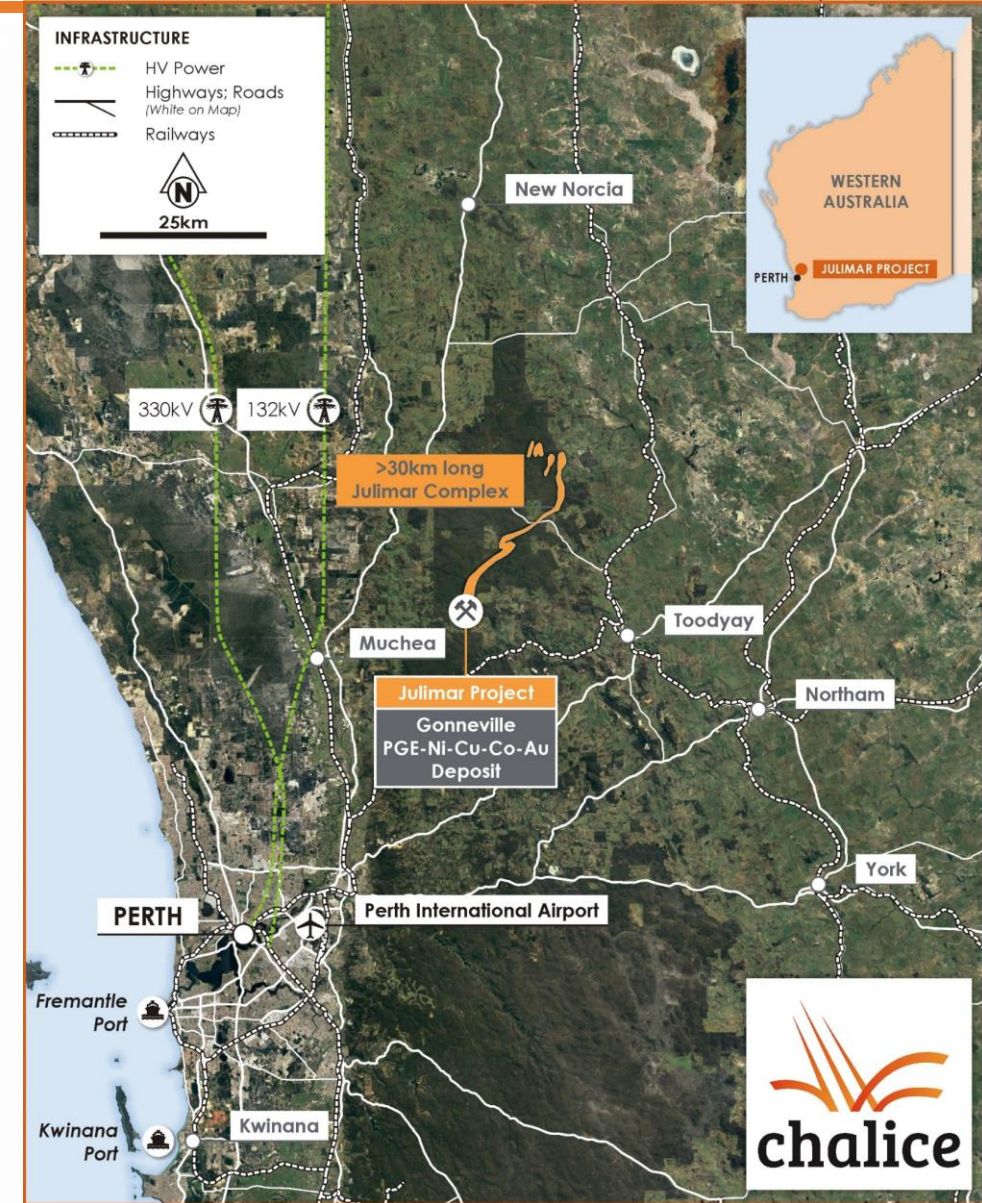 INFRASTRUCTURE
HV Power
Highways; Roads
(White on Map)
Railways
N
25km
WESTERN
AUSTRALIA
PERTH
JULIMAR PROJECT
New Norcia
330kV
132kV
>30km long
Julimar Complex
Muchea
Toodyay
Julimar Project
Gonneville
PGE-Ni-Cu-Co-Au
Deposit
Northam
York
PERTH
Perth International Airport
Fremantle
Port
Kwinana
Port
Kwinana
chalice